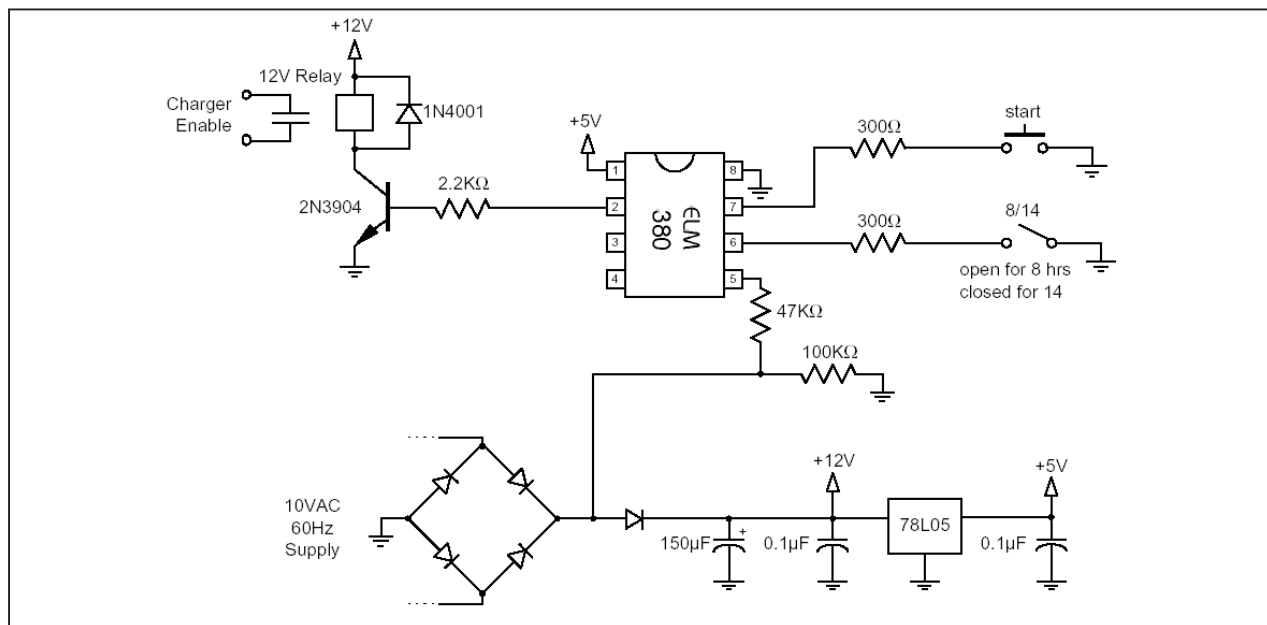 +12V
12V Relay
Charger
Enable
1N4001
2N3904
2.2KΩ
+5V
1
2
3
4
8
7
6
5
ELM
380
300Ω
start
300Ω
8/14
open for 8 hrs
closed for 14
47KΩ
100KΩ
10VAC
60Hz
Supply
+12V
+5V
150µF
+
0.1µF
78L05
0.1µF